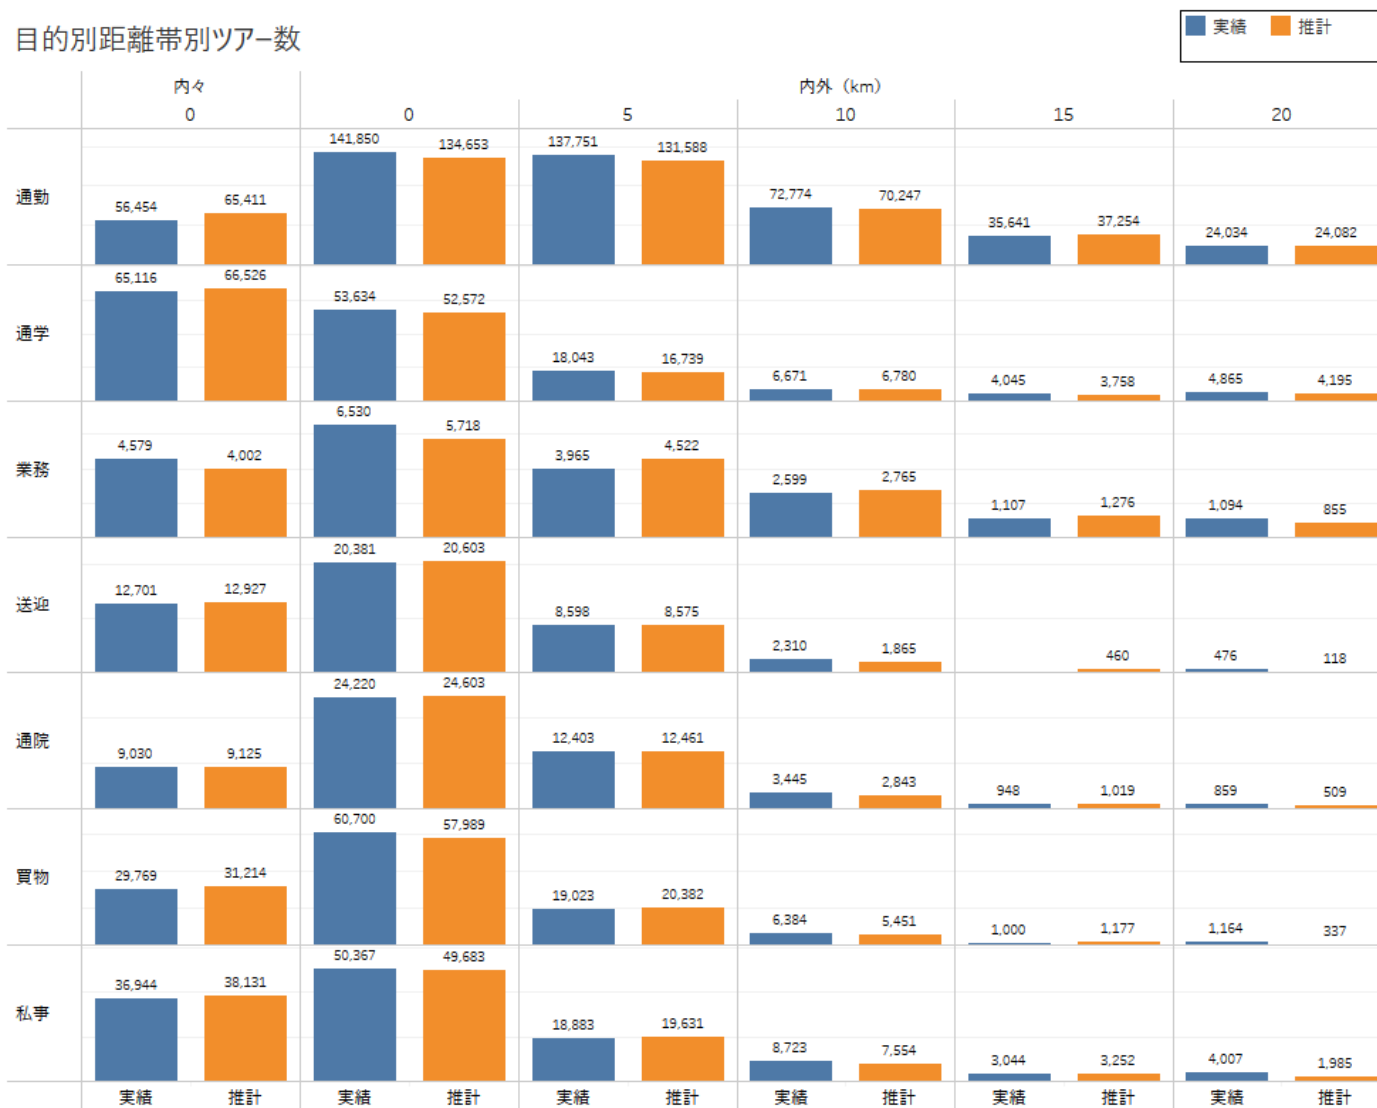 目的別距離帯別ツアー数
実績 推計
内々 内外（km）
0 0 5 10 15 20
通勤
56,454 65,411 141,850 134,653 137,751 131,588 72,774 70,247 35,641 37,254 24,034 24,082
通学
65,116 66,526 53,634 52,572 18,043 16,739 6,671 6,780 4,045 3,758 4,865 4,195
業務
4,579 4,002 6,530 5,718 3,965 4,522 2,599 2,765 1,107 1,276 1,094 855
送迎
12,701 12,927 20,381 20,603 8,598 8,575 2,310 1,865 460 476 118
通院
9,030 9,125 24,220 24,603 12,403 12,461 3,445 2,843 948 1,019 859 509
買物
29,769 31,214 60,700 57,989 19,023 20,382 6,384 5,451 1,000 1,177 1,164 337
私事
36,944 38,131 50,367 49,683 18,883 19,631 8,723 7,554 3,044 3,252 4,007 1,985
実績 推計 実績 推計 実績 推計 実績 推計 実績 推計 実績 推計